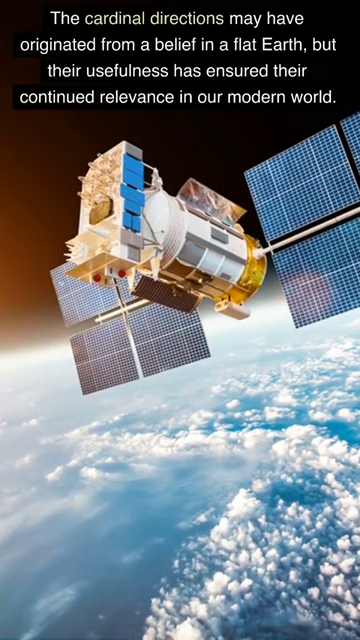 The cardinal directions may have
originated from a belief in a flat Earth, but
their usefulness has ensured their
continued relevance in our modern world.